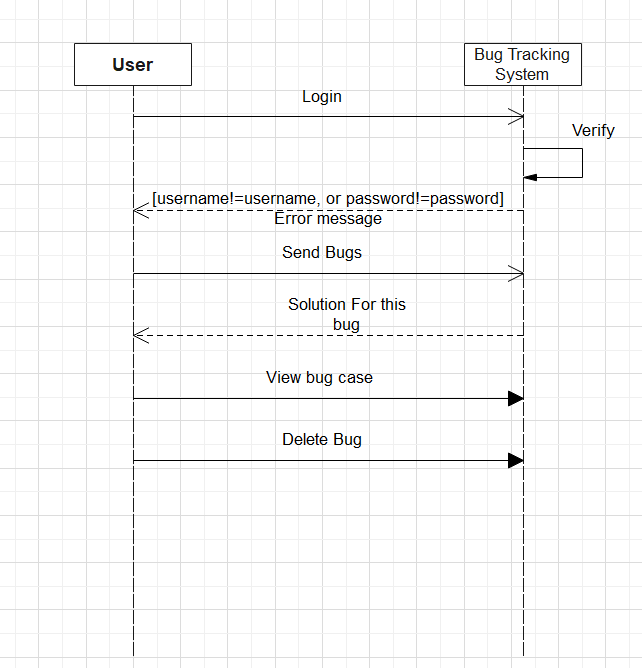 User
Bug Tracking
System
Login
Verify
[username!=username, or password!=password]
Error message
Send Bugs
Solution For this
bug
View bug case
Delete Bug